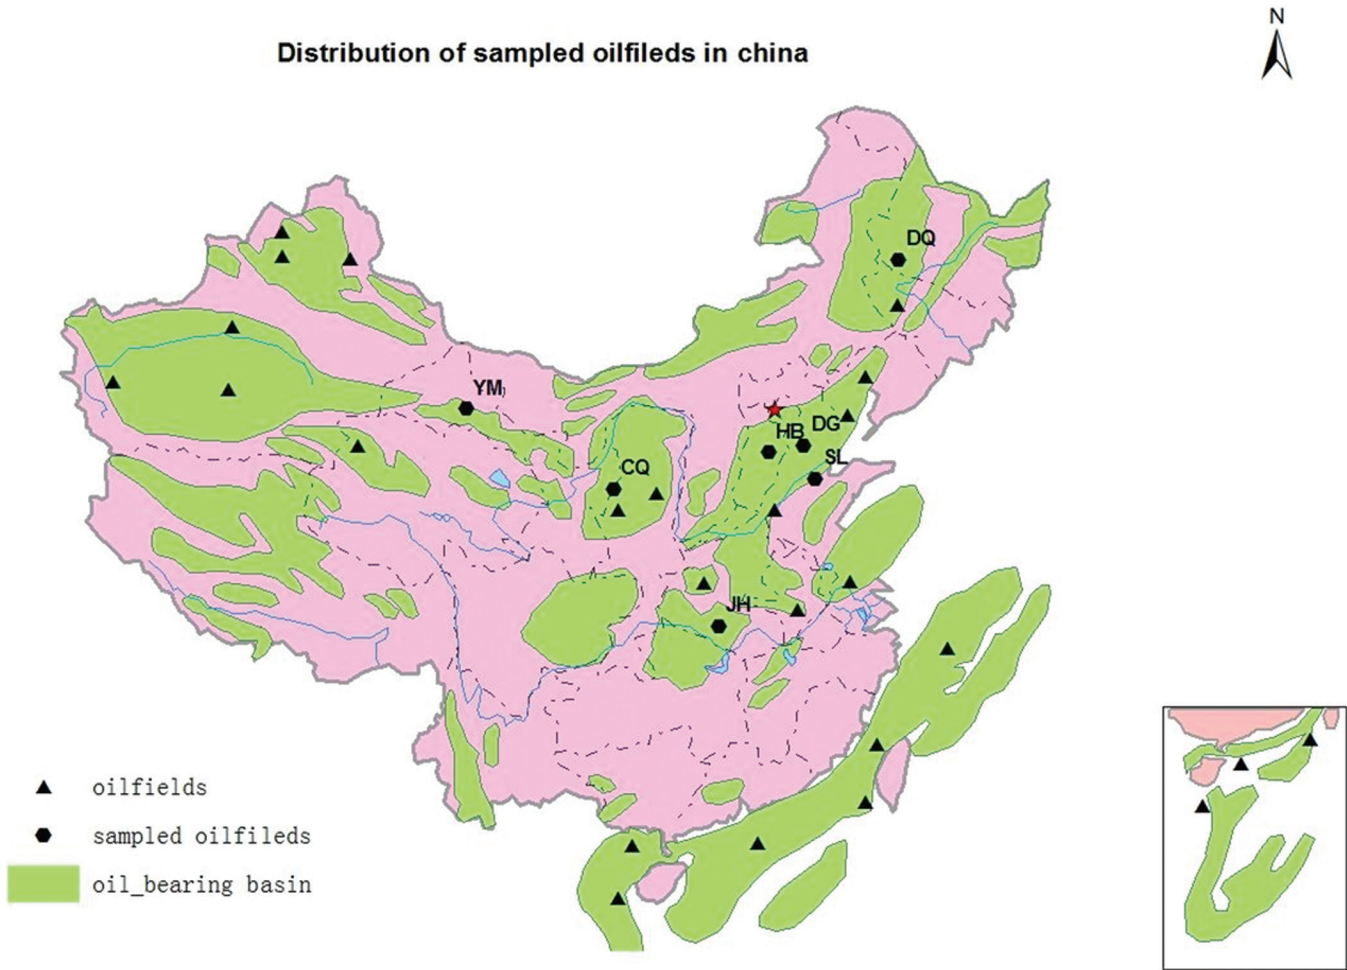 N
Distribution of sampled oilfileds in china
DQ
YM
HB
DG
SL
CQ
JH
oilfields
sampled oilfileds
oil_bearing basin